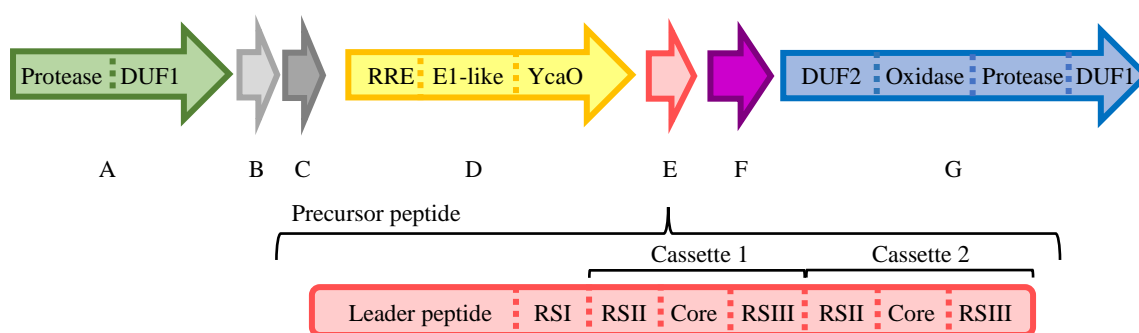 Protease DUF1 RRE E1-like YcaO DUF2 Oxidase Protease DUF1
A B C D E F G
Precursor peptide
Cassette 1 Cassette 2
Leader peptide RSI RSII Core RSIII RSII Core RSIII